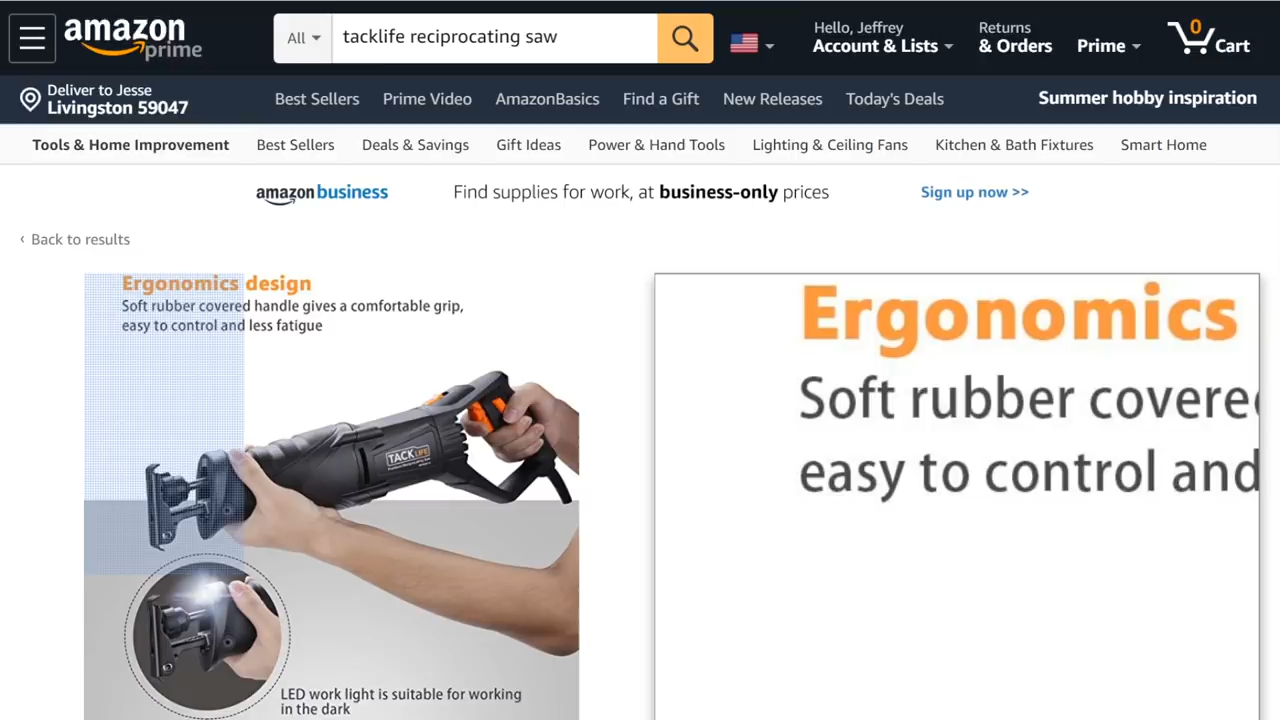 amazon prime
All
tacklife reciprocating saw
Hello, Jeffrey
Account & Lists
Returns
& Orders
Prime
0
Cart
Deliver to Jesse
Livingston 59047
Best Sellers
Prime Video
AmazonBasics
Find a Gift
New Releases
Today's Deals
Summer hobby inspiration
Tools & Home Improvement
Best Sellers
Deals & Savings
Gift Ideas
Power & Hand Tools
Lighting & Ceiling Fans
Kitchen & Bath Fixtures
Smart Home
amazon business
Find supplies for work, at business-only prices
Sign up now >>
‹ Back to results
Ergonomics design
Soft rubber covered handle gives a comfortable grip,
easy to control and less fatigue
TACKLIFE
LED work light is suitable for working
in the dark
Ergonomics
Soft rubber covere
easy to control and